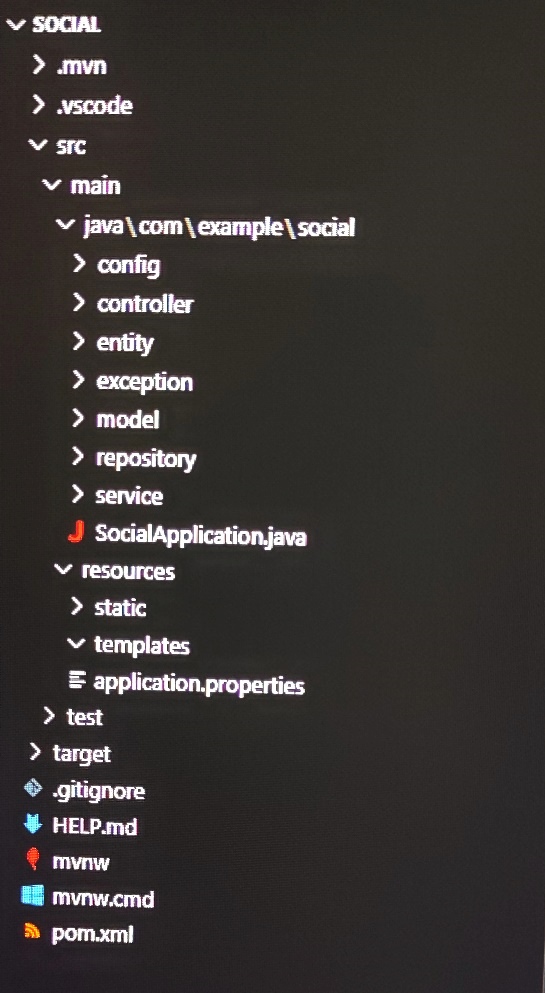 SOCIAL
.mvn
.vscode
src
main
java\com\example\social
config
controller
entity
exception
model
repository
service
SocialApplication.java
resources
static
templates
application.properties
test
target
.gitignore
HELP.md
mvnw
mvnw.cmd
pom.xml